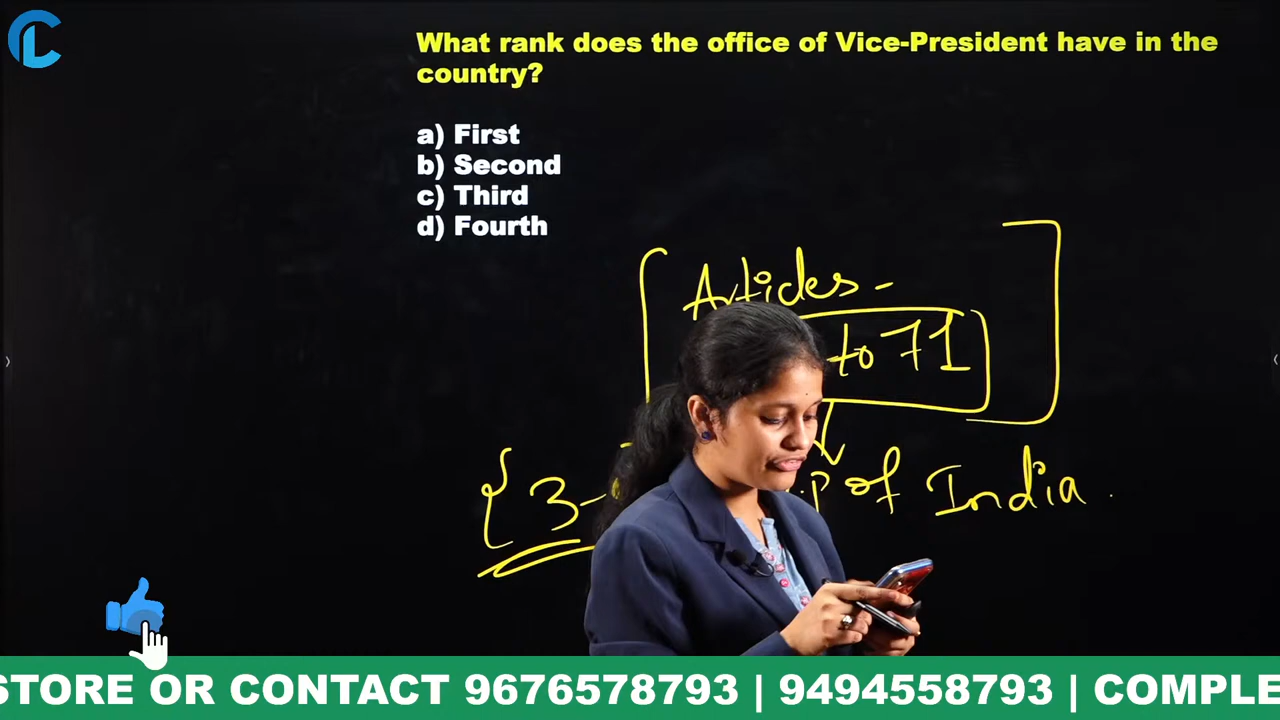 What rank does the office of Vice-President have in the
country?
a) First
b) Second
c) Third
d) Fourth
Articles -
to 71
{ 3-
of India.
STORE OR CONTACT 9676578793 | 9494558793 | COMPLE